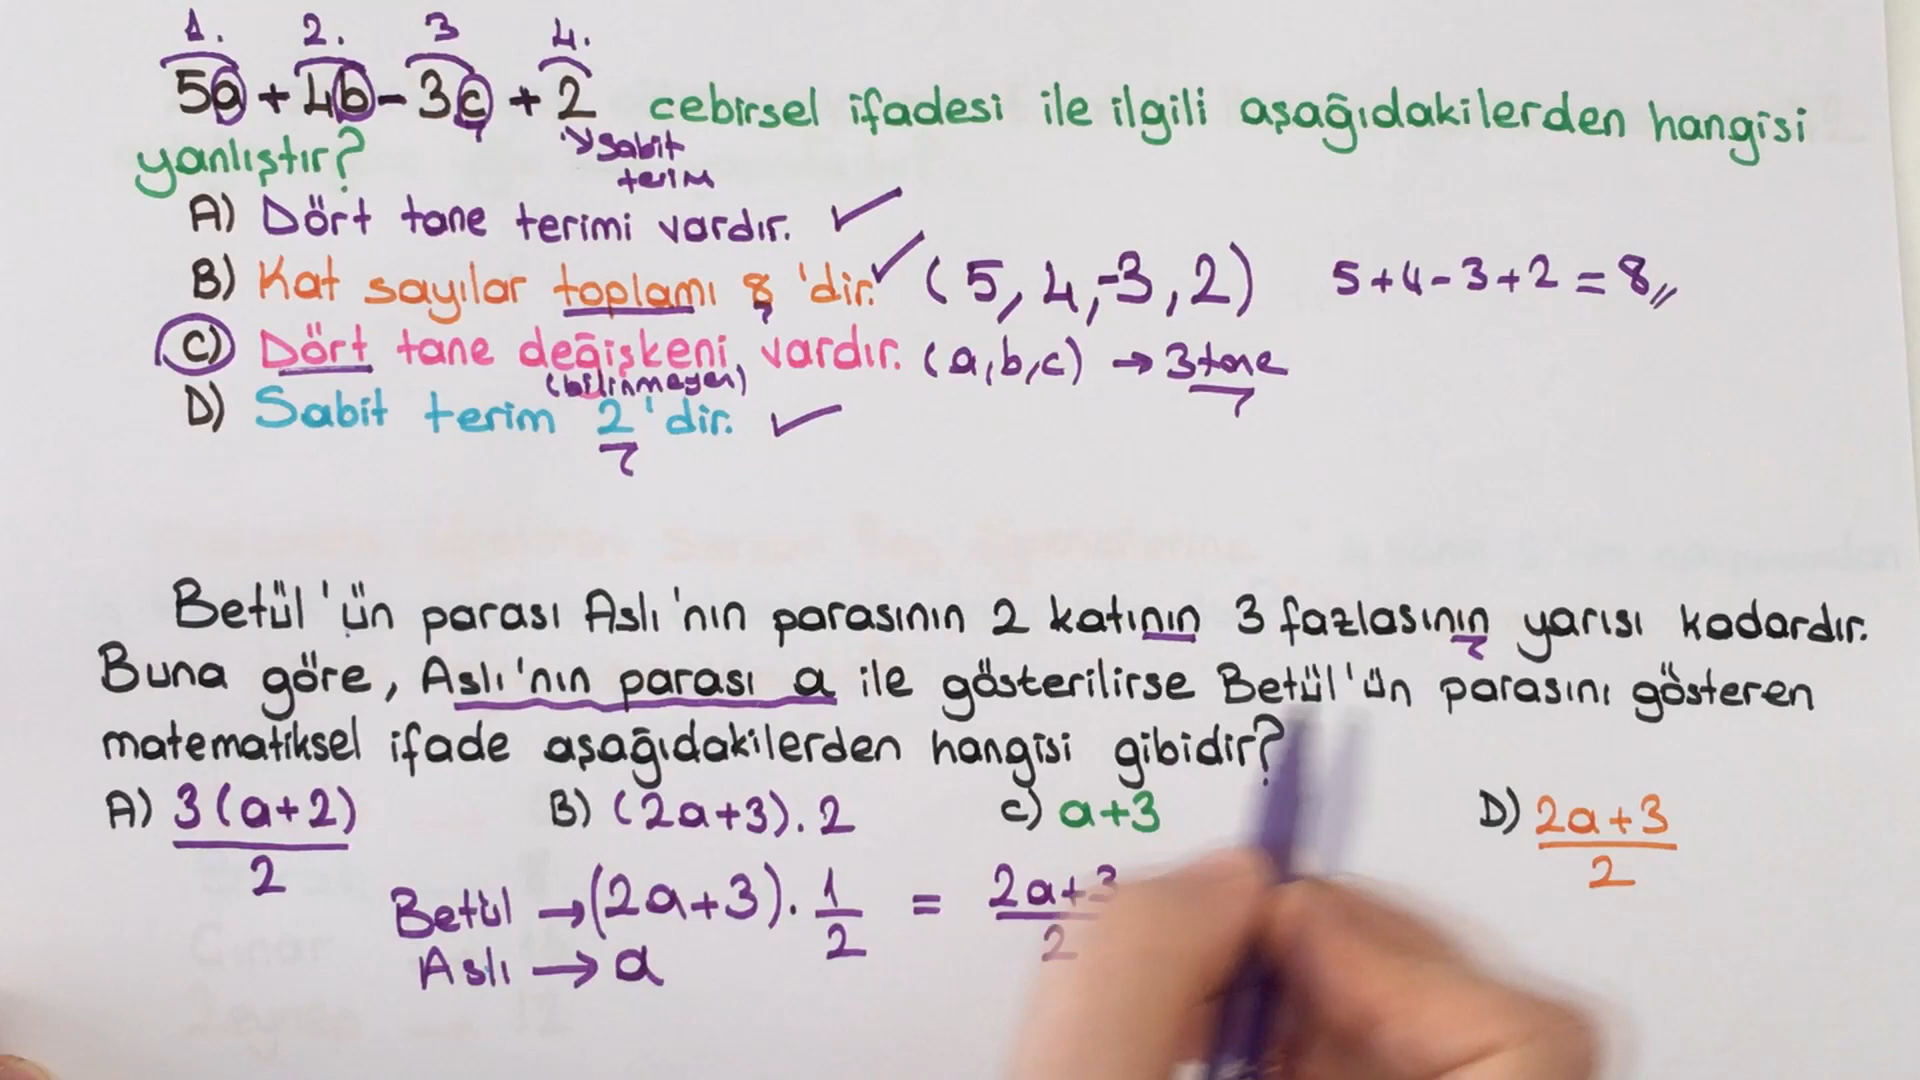 1. 2. 3 4.
5a + 4b - 3c + 2 cebirsel ifadesi ile ilgili aşağıdakilerden hangisi
yanlıştır?
sabit
terim
A) Dört tane terimi vardır. ✓
B) Kat sayılar toplamı 8 'dir. ✓ (5, 4, -3, 2) 5+4-3+2 = 8
C) Dört tane değişkeni vardır. (a, b, c) → 3 tane
(bilinmeyen)
D) Sabit terim 2 'dir. ✓
Betül'ün parası Aslı'nın parasının 2 katının 3 fazlasının yarısı kadardır.
Buna göre, Aslı'nın parası a ile gösterilirse Betül'ün parasını gösteren
matematiksel ifade aşağıdakilerden hangisi gibidir?
A) 3(a+2)/2 B) (2a+3).2 C) a+3 D) 2a+3/2
Betül → (2a+3). 1/2 = 2a+3/2
Aslı → a